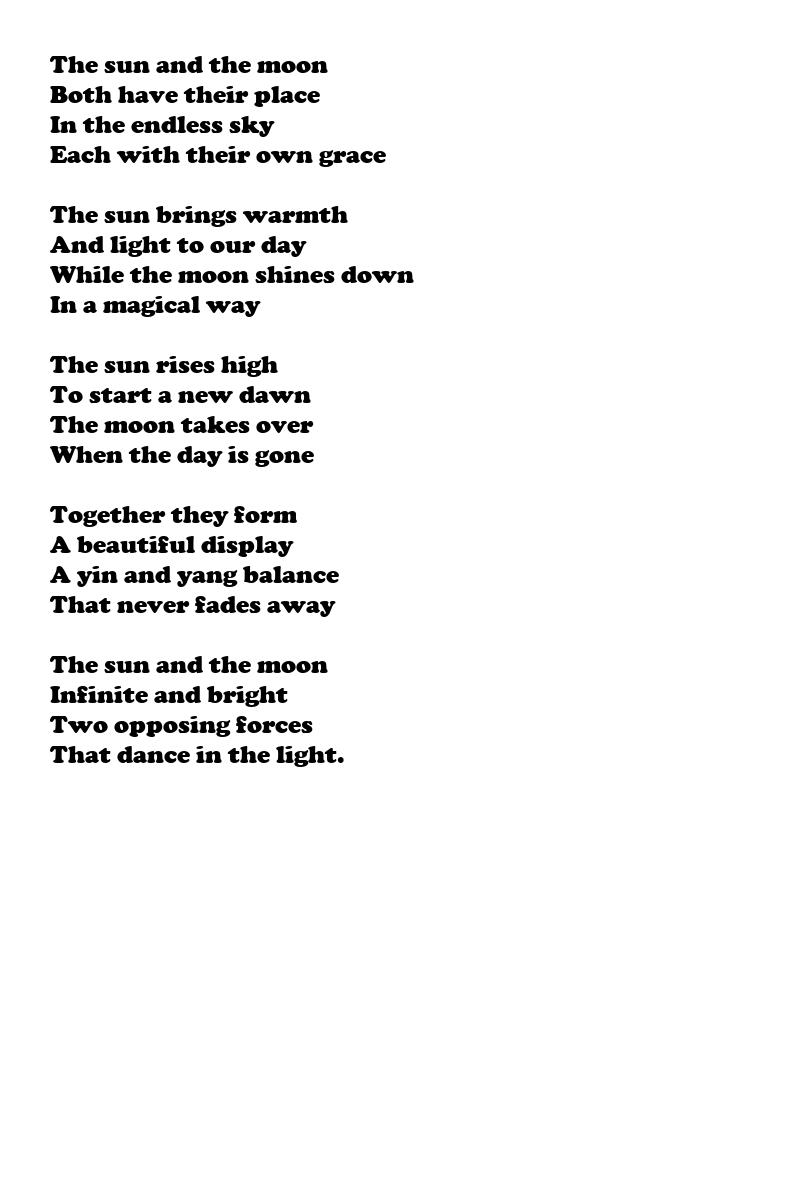 The sun and the moon
Both have their place
In the endless sky
Each with their own grace

The sun brings warmth
And light to our day
While the moon shines down
In a magical way

The sun rises high
To start a new dawn
The moon takes over
When the day is gone

Together they form
A beautiful display
A yin and yang balance
That never fades away

The sun and the moon
Infinite and bright
Two opposing forces
That dance in the light.